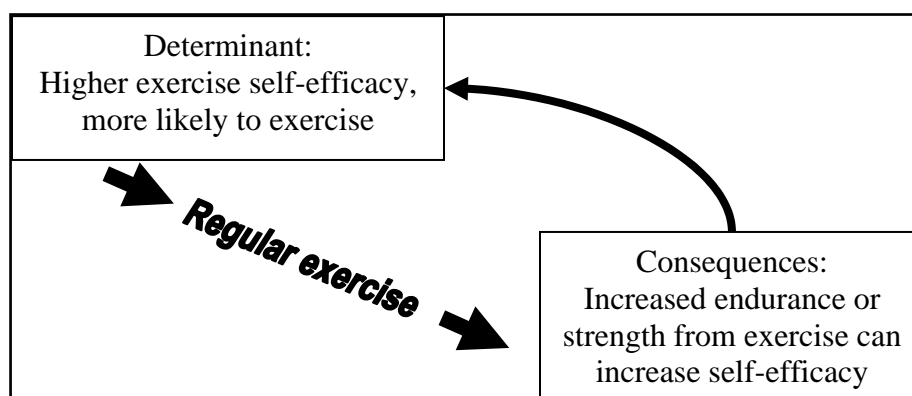 Determinant:
Higher exercise self-efficacy,
more likely to exercise
Regular exercise
Consequences:
Increased endurance or
strength from exercise can
increase self-efficacy